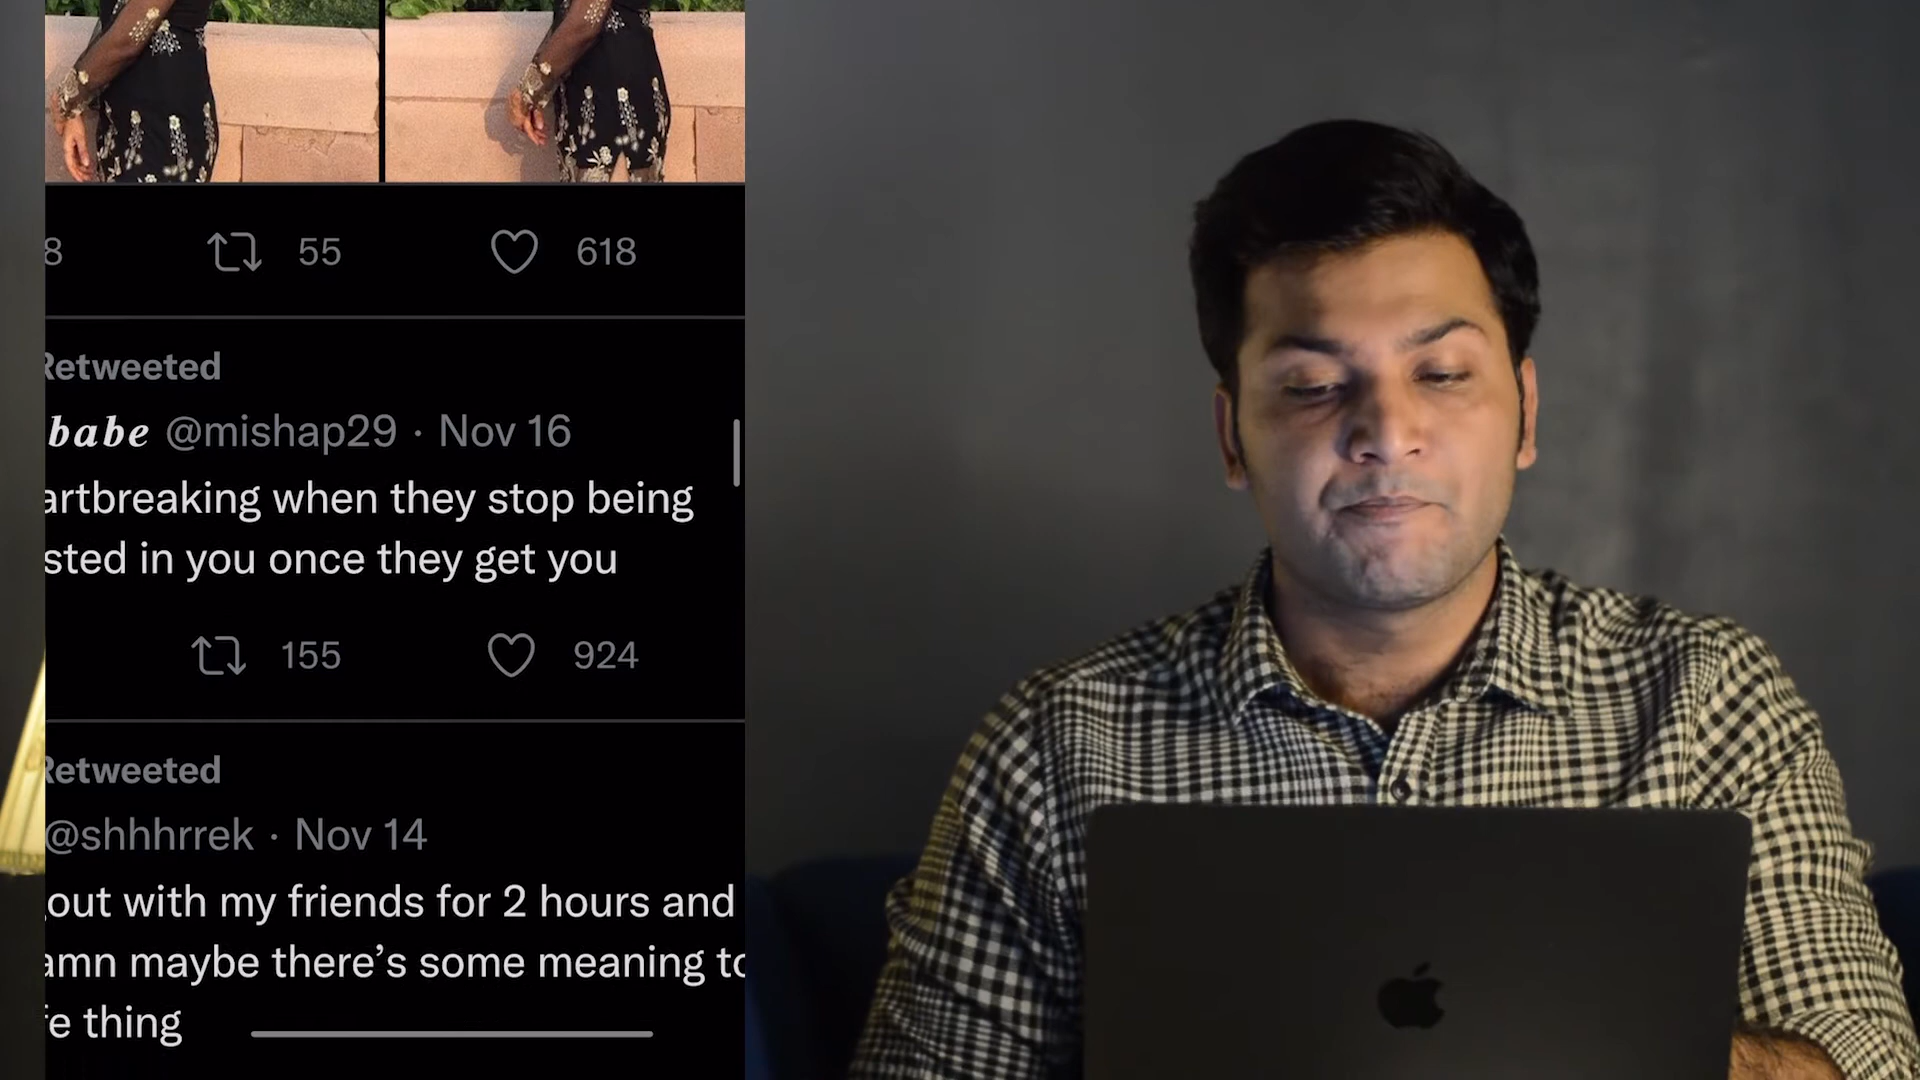 8 55 618
Retweeted
babe @mishap29 · Nov 16
artbreaking when they stop being
sted in you once they get you
155 924
Retweeted
@shhhrrek · Nov 14
out with my friends for 2 hours and
amn maybe there's some meaning to
fe thing